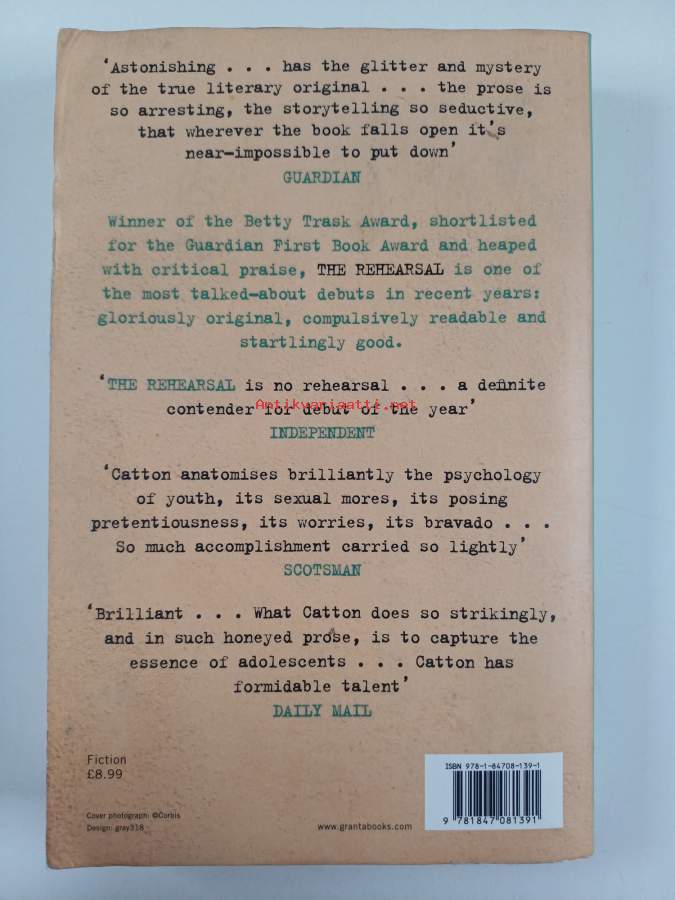 'Astonishing . . . has the glitter and mystery
of the true literary original . . . the prose is
so arresting, the storytelling so seductive,
that wherever the book falls open it's
near-impossible to put down'
GUARDIAN
Winner of the Betty Trask Award, shortlisted
for the Guardian First Book Award and heaped
with critical praise, THE REHEARSAL is one of
the most talked-about debuts in recent years:
gloriously original, compulsively readable and
startlingly good.
'THE REHEARSAL is no rehearsal . . . a definite
contender for debut of the year'
Antikvariaatti.net
INDEPENDENT
'Catton anatomises brilliantly the psychology
of youth, its sexual mores, its posing
pretentiousness, its worries, its bravado . . .
So much accomplishment carried so lightly'
SCOTSMAN
'Brilliant . . . What Catton does so strikingly,
and in such honeyed prose, is to capture the
essence of adolescents . . . Catton has
formidable talent'
DAILY MAIL
Fiction
£8.99
ISBN 978-1-84708-139-1
9 781847 081391
Cover photograph: ©Corbis
Design: gray318
www.grantabooks.com